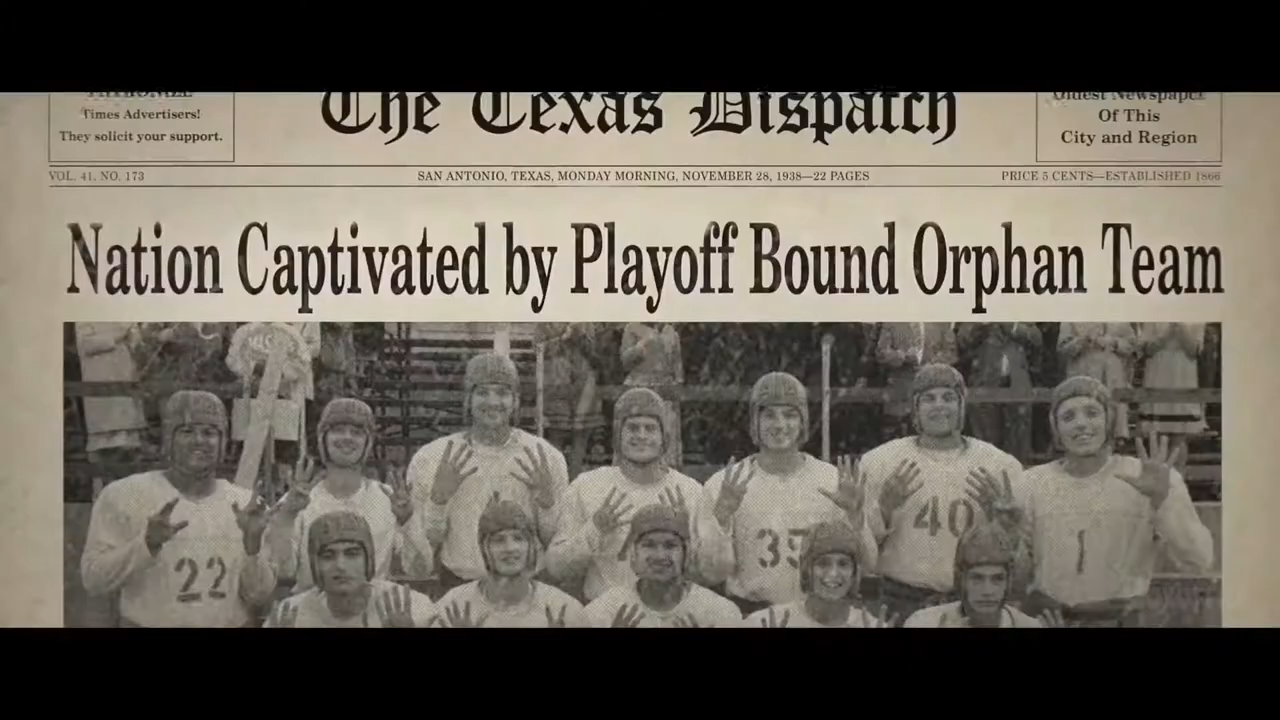 Times Advertisers!
They solicit your support.
The Texas Dispatch
Oldest Newspaper
Of This
City and Region
VOL. 41, NO. 173
SAN ANTONIO, TEXAS, MONDAY MORNING, NOVEMBER 28, 1938—22 PAGES
PRICE 5 CENTS—ESTABLISHED 1866
Nation Captivated by Playoff Bound Orphan Team
22
35
40
1